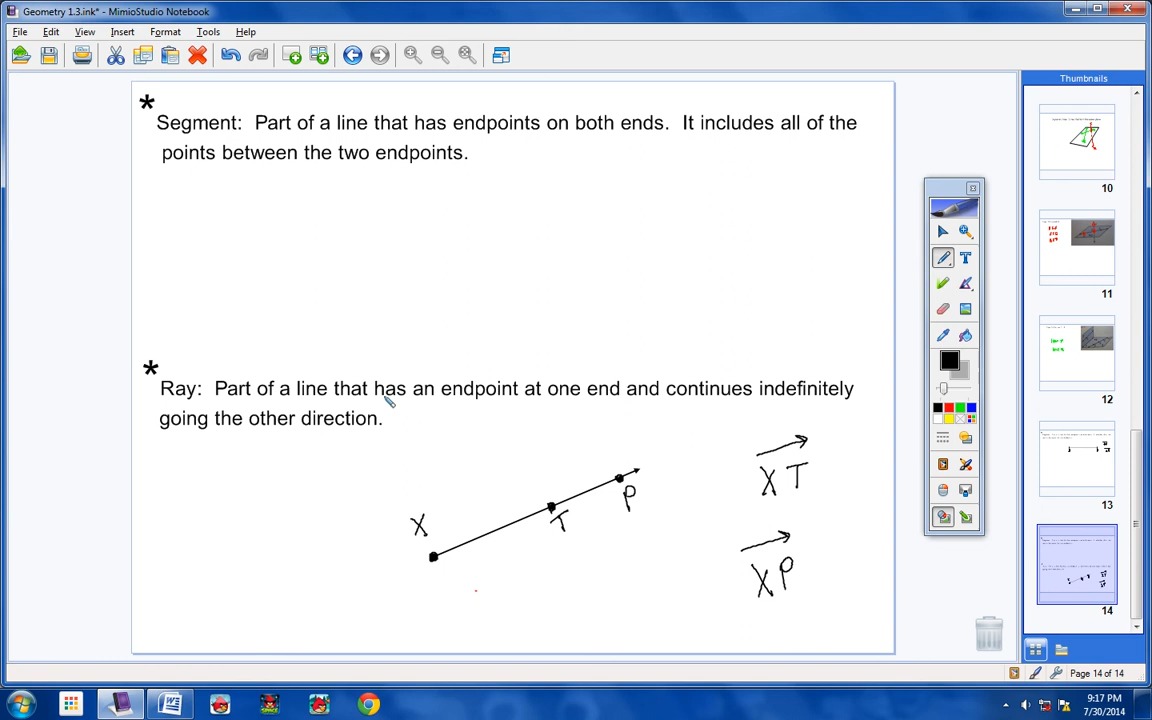 Geometry 1.3.ink* - MimioStudio Notebook
File Edit View Insert Format Tools Help
Thumbnails
*
Segment: Part of a line that has endpoints on both ends. It includes all of the
points between the two endpoints.
*
Ray: Part of a line that has an endpoint at one end and continues indefinitely
going the other direction.
X
T
P
XT
XP
10
11
12
13
14
Page 14 of 14
9:17 PM
7/30/2014